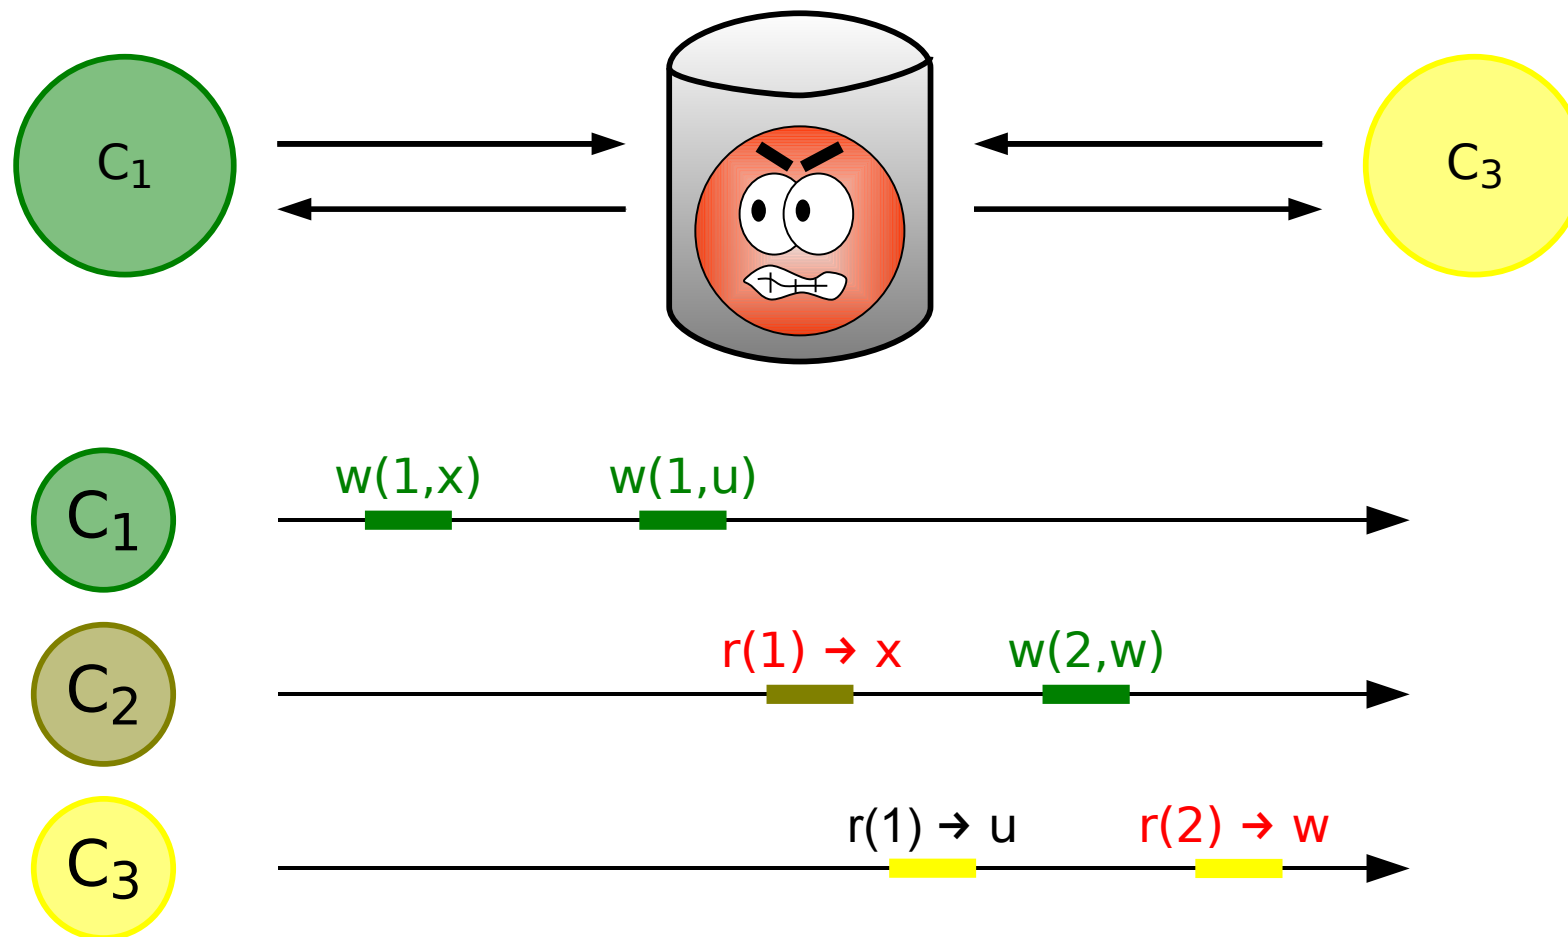 C₁
C₃
C₁
w(1,x) w(1,u)
C₂
r(1) → x w(2,w)
C₃
r(1) → u r(2) → w